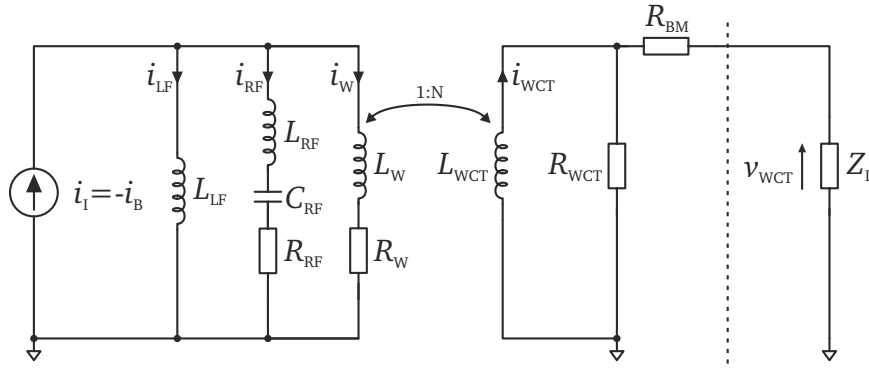 R_BM
i_LF
i_RF
i_W
1:N
i_WCT
L_RF
i_I=-i_B
L_LF
C_RF
L_W
L_WCT
R_WCT
v_WCT
Z_I
R_RF
R_W